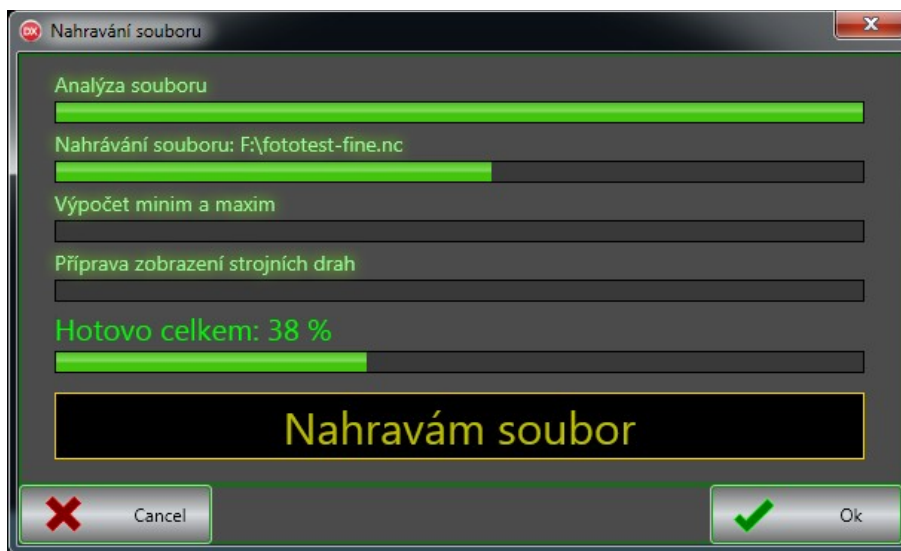 DX Nahravání souboru
Analýza souboru
Nahrávání souboru: F:\fototest-fine.nc
Výpočet minim a maxim
Příprava zobrazení strojních drah
Hotovo celkem: 38 %
Nahravám soubor
Cancel Ok